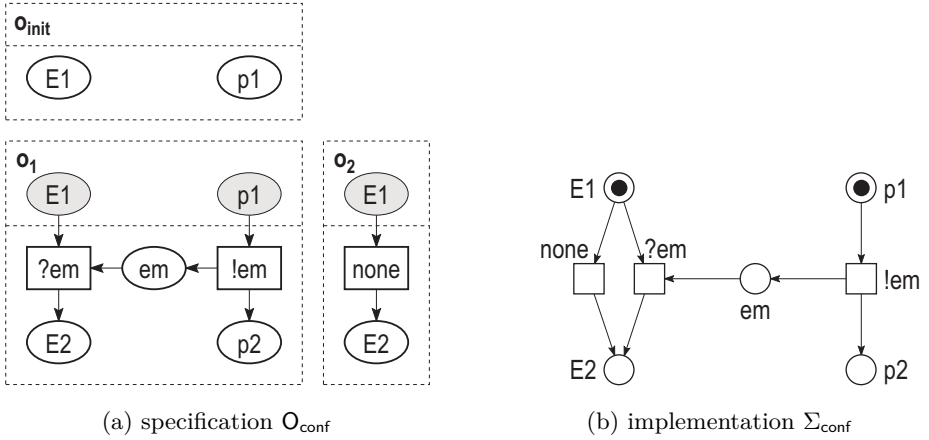 o_init
E1 p1
o_1
E1 p1
?em em !em
E2 p2
o_2
E1
none
E2
E1 p1
none ?em
em !em
E2 p2
(a) specification O_conf
(b) implementation Σ_conf